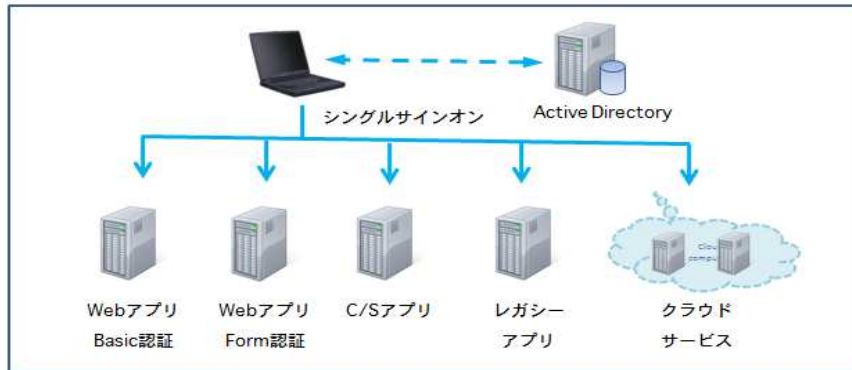 シングルサインオン
Active Directory
Webアプリ
Basic認証
Webアプリ
Form認証
C/Sアプリ
レガシー
アプリ
クラウド
サービス